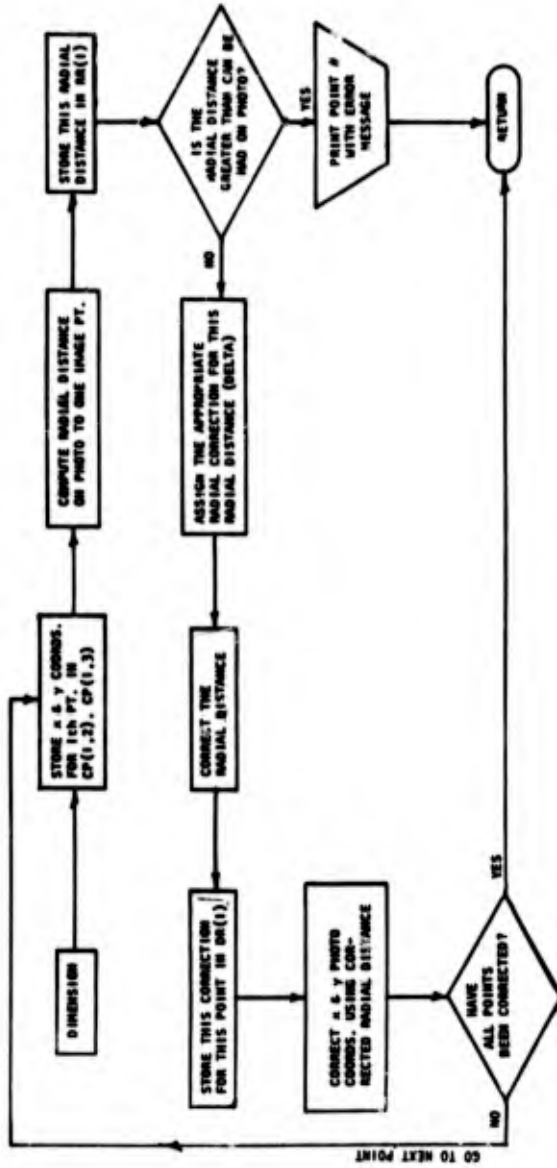 DIMENSION
STORE x & y COORDS.
FOR Ith PT. IN
CP(I,2), CP(I,3)
COMPUTE RADIAL DISTANCE
ON PHOTO TO ONE IMAGE PT.
STORE THIS RADIAL
DISTANCE IN RR(I)
IS THE
RADIAL DISTANCE
GREATER THAN CAN BE
HAD ON PHOTO?
YES
PRINT POINT #
WITH ERROR
MESSAGE
RETURN
NO
ASSIGN THE APPROPRIATE
RADIAL CORRECTION FOR THIS
RADIAL DISTANCE (DELTA)
CORRECT THE
RADIAL DISTANCE
STORE THIS CORRECTION
FOR THIS POINT IN DR(I)
CORRECT x & y PHOTO
COORDS. USING COR-
RECTED RADIAL DISTANCE
HAVE
ALL POINTS
BEEN CORRECTED?
YES
NO
GO TO NEXT POINT